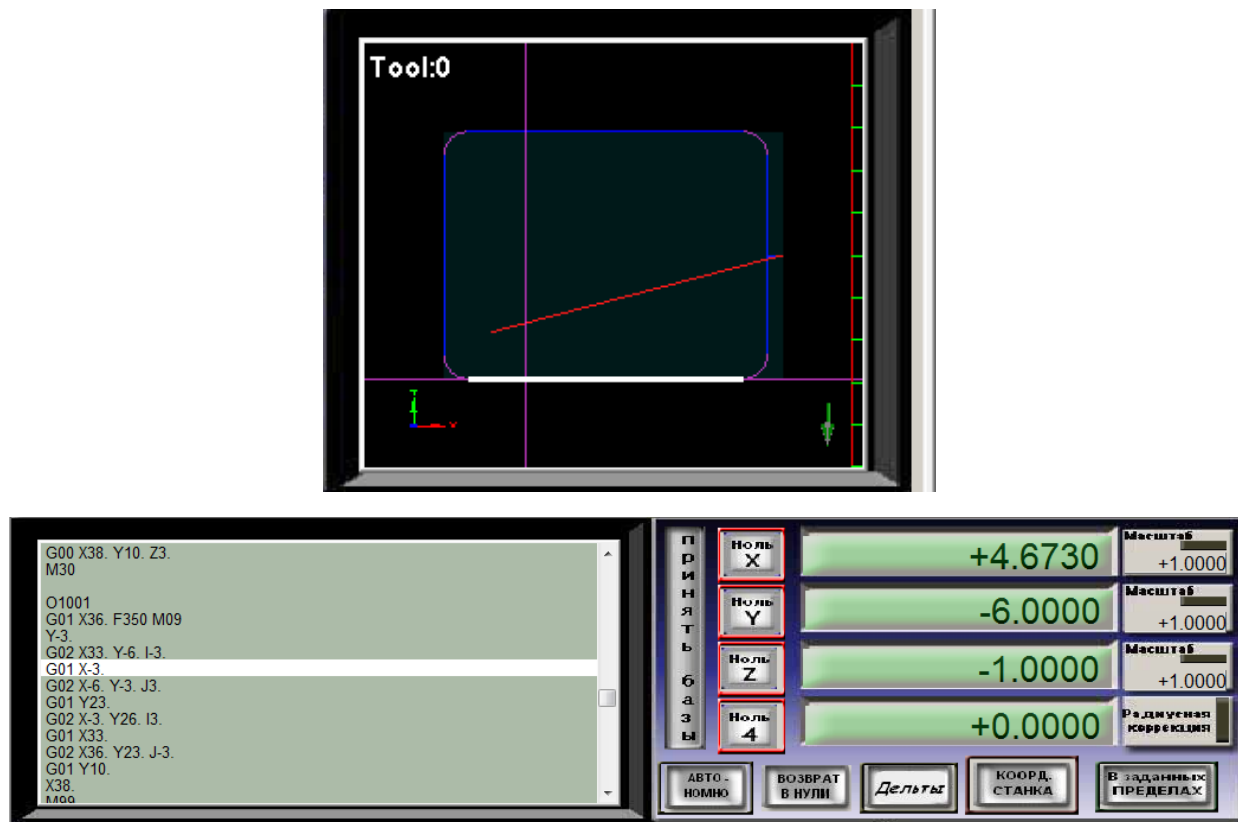 Tool:0
G00 X38. Y10. Z3.
M30
O1001
G01 X36. F350 M09
Y-3.
G02 X33. Y-6. I-3.
G01 X-3.
G02 X-6. Y-3. J3.
G01 Y23.
G02 X-3. Y26. I3.
G01 X33.
G02 X36. Y23. J-3.
G01 Y10.
X38.
M99
ПРИНЯТЬ базы
Ноль
X
+4.6730
Масштаб
+1.0000
Ноль
Y
-6.0000
Масштаб
+1.0000
Ноль
Z
-1.0000
Масштаб
+1.0000
Ноль
4
+0.0000
Радиусная
коррекция
АВТО-
НОМНО
ВОЗВРАТ
В НУЛИ
Дельты
КООРД.
СТАНКА
В заданных
ПРЕДЕЛАХ